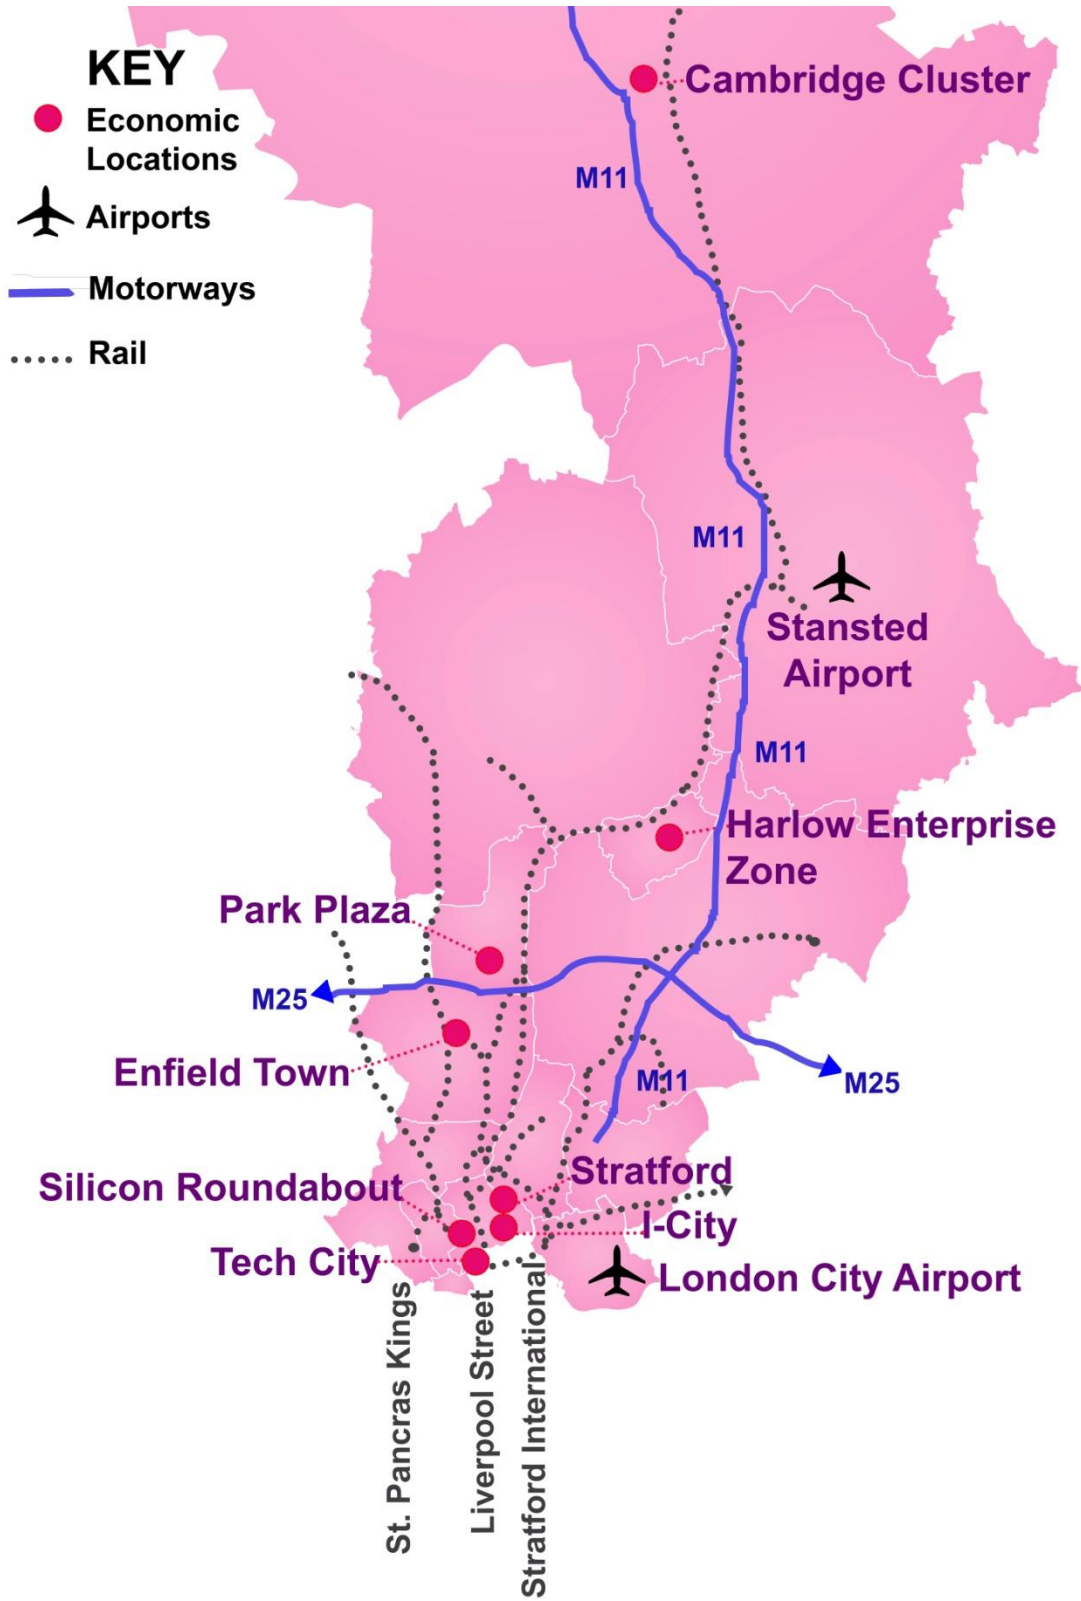 KEY
Economic
Locations
Airports
Motorways
Rail
Cambridge Cluster
M11
M11
Stansted
Airport
M11
Harlow Enterprise
Zone
Park Plaza
M25
Enfield Town
M11
M25
Stratford
Silicon Roundabout
I-City
Tech City
London City Airport
St. Pancras Kings
Liverpool Street
Stratford International